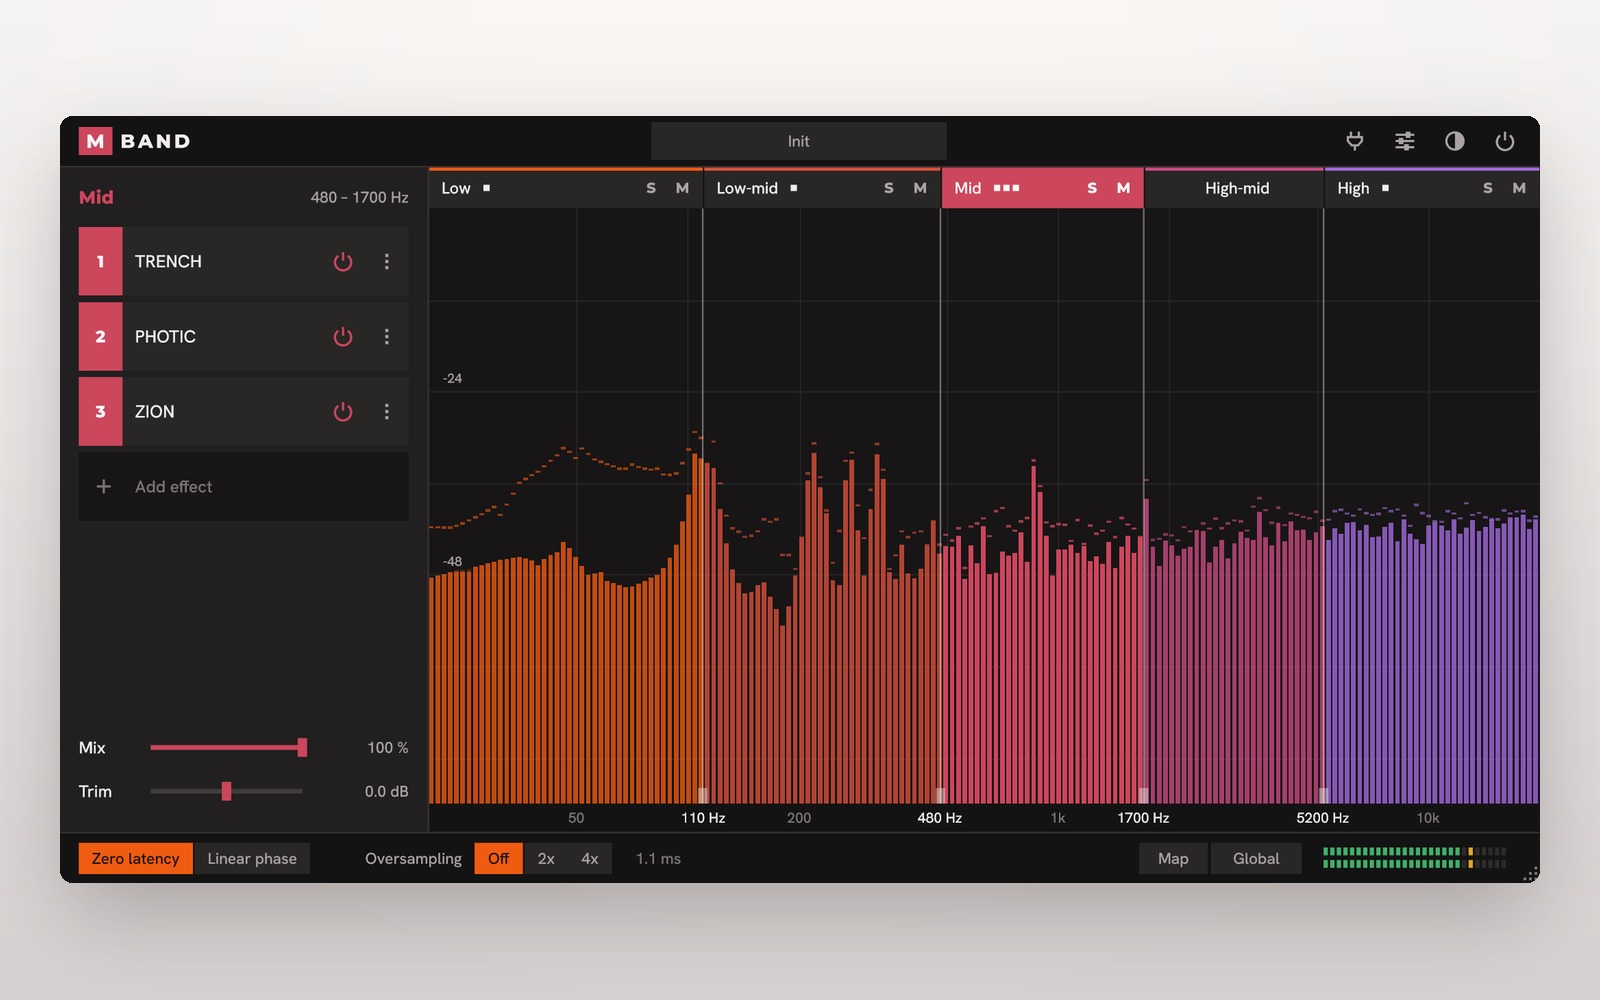 M BAND
Init
Mid
480 – 1700 Hz
1 TRENCH
2 PHOTIC
3 ZION
+ Add effect
Mix 100 %
Trim 0.0 dB
Low S M
Low-mid S M
Mid S M
High-mid
High S M
-24
-48
50 110 Hz 200 480 Hz 1k 1700 Hz 5200 Hz 10k
Zero latency Linear phase Oversampling Off 2x 4x 1.1 ms Map Global